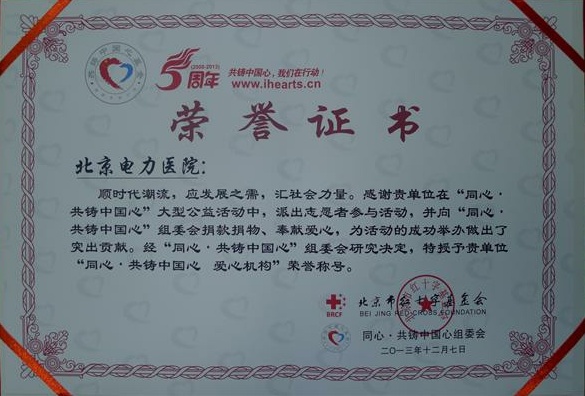 5周年
(2008-2013)
共铸中国心,我们在行动!
www.ihearts.cn
荣誉证书
北京电力医院:
顺时代潮流,应发展之需,汇社会力量。感谢贵单位在“同心·
共铸中国心”大型公益活动中,派出志愿者参与活动,并向“同心·
共铸中国心”组委会捐款捐物、奉献爱心,为活动的成功举办做出了
突出贡献。经“同心·共铸中国心”组委会研究决定,特授予贵单位
“同心·共铸中国心 爱心机构”荣誉称号。
BRCF
北京市红十字基金会
BEI JING RED CROSS FOUNDATION
同心·共铸中国心组委会
二〇一三年十二月七日